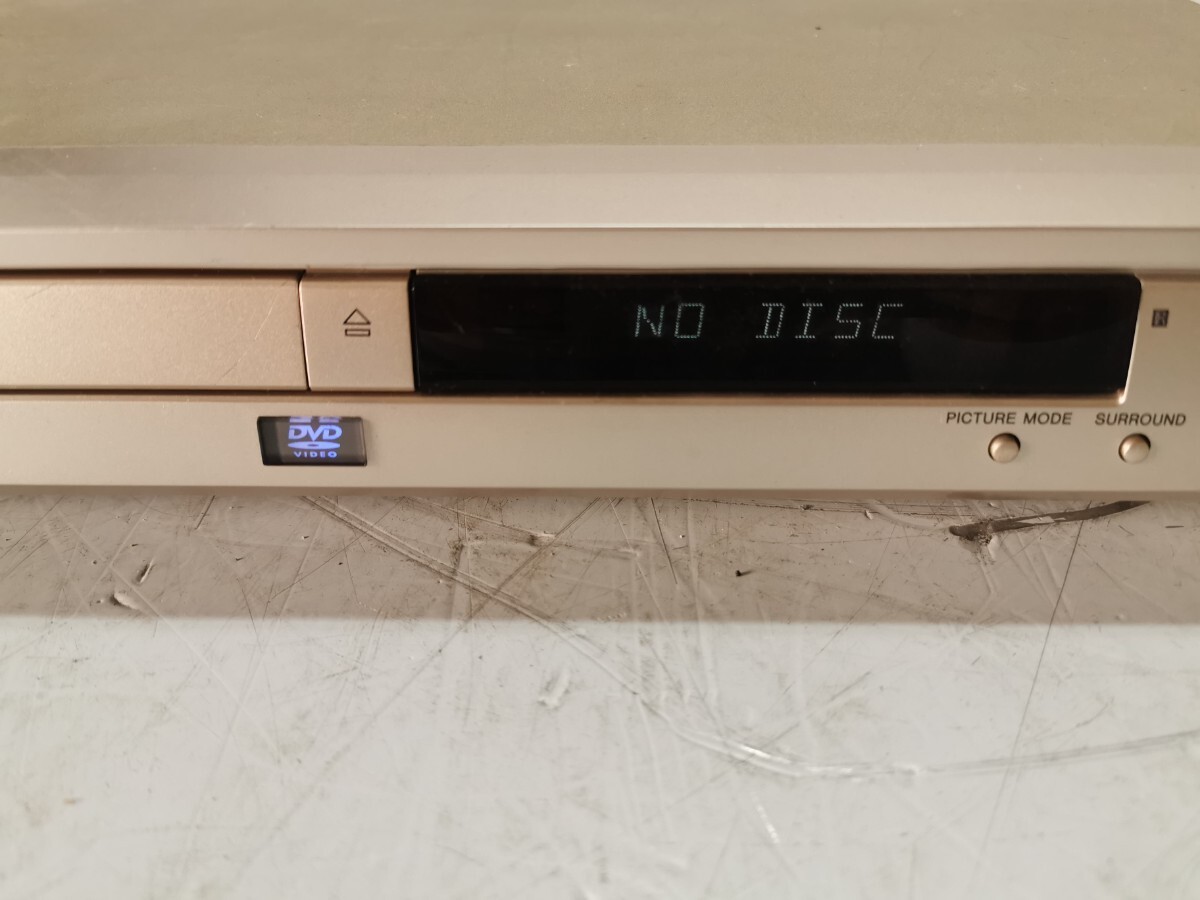 NO DISC
PICTURE MODE
SURROUND
DVD
VIDEO